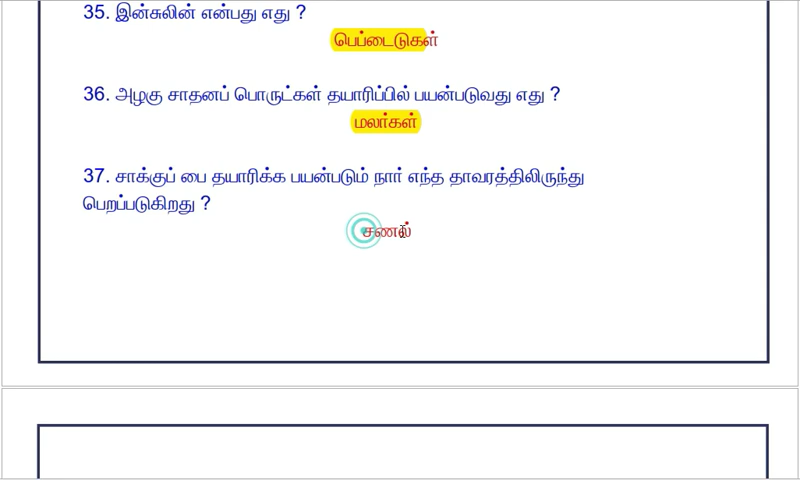 35. இன்சுலின் என்பது எது ?
பெப்டைடுகள்
36. அழகு சாதனப் பொருட்கள் தயாரிப்பில் பயன்படுவது எது ?
மலர்கள்
37. சாக்குப் பை தயாரிக்க பயன்படும் நார் எந்த தாவரத்திலிருந்து
பெறப்படுகிறது ?
சணல்